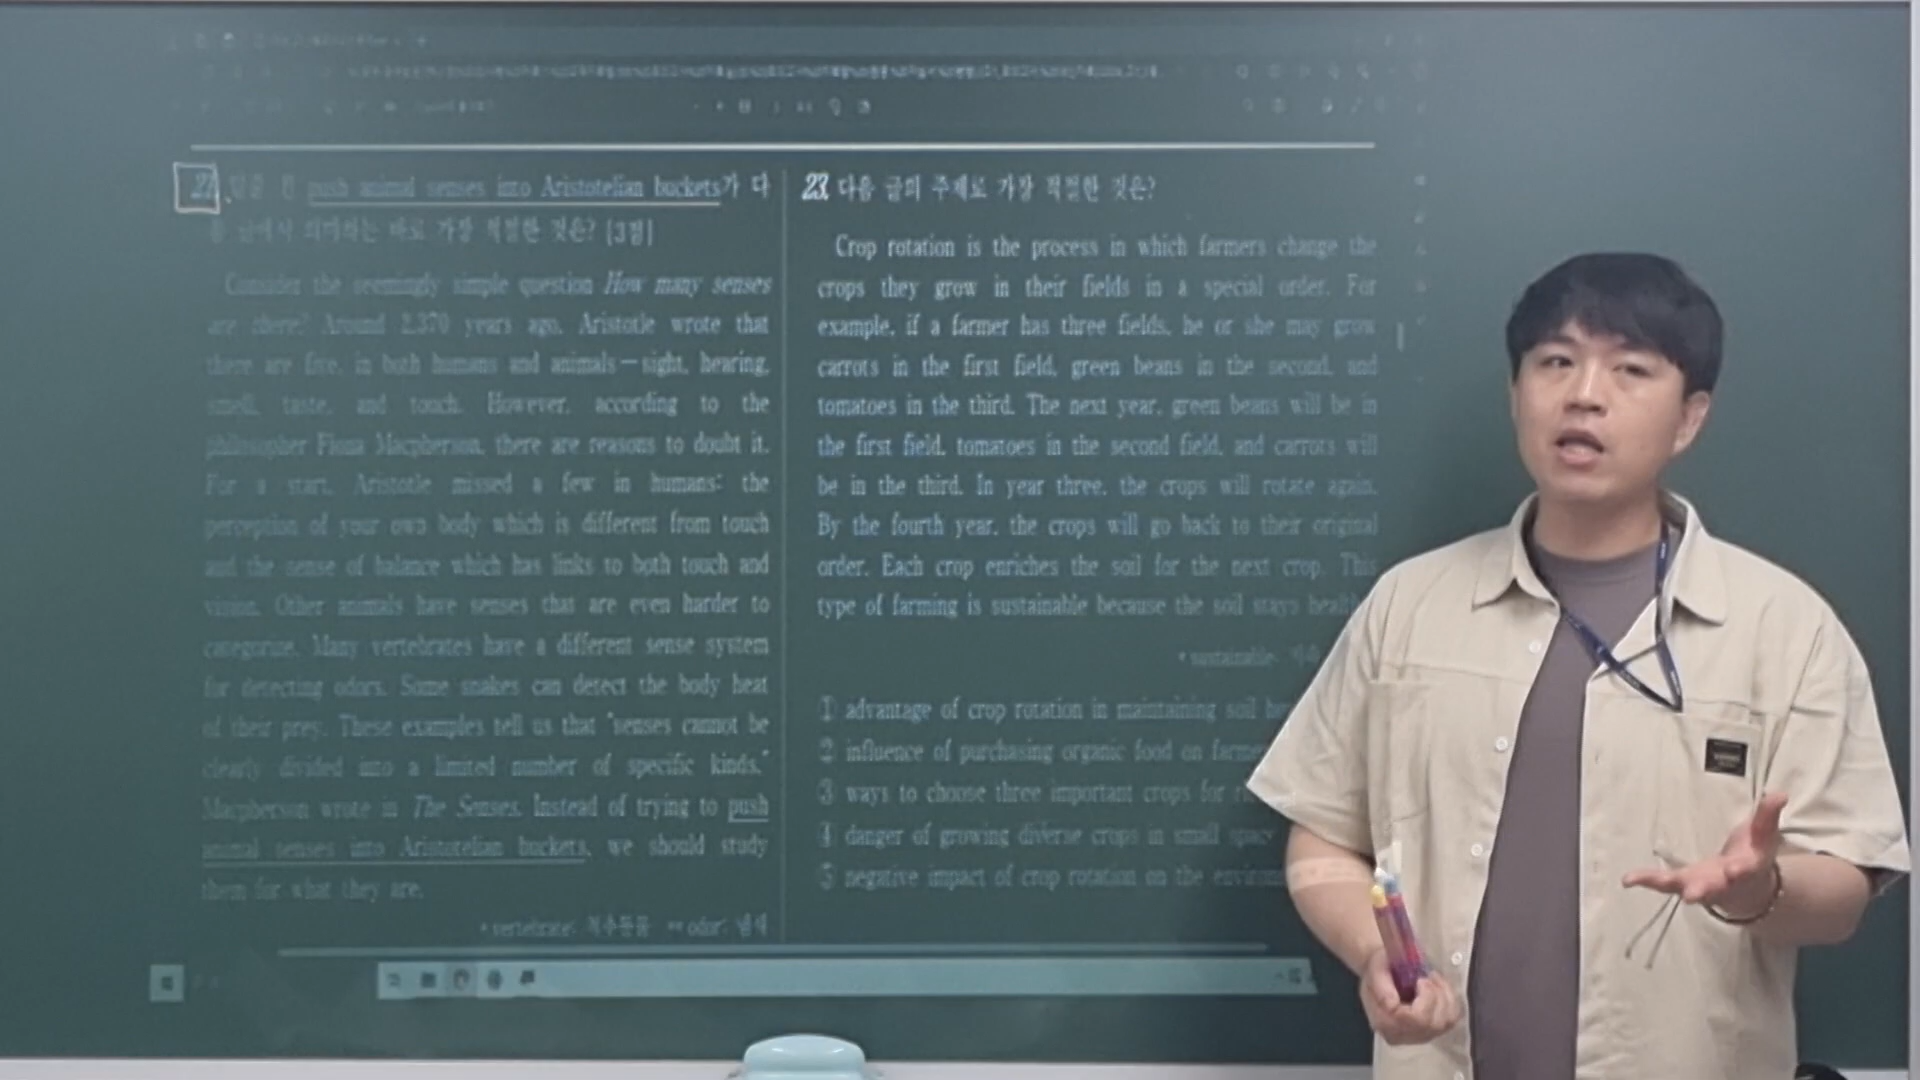 21. 밑줄 친 push animal senses into Aristotelian buckets가 다
음 글에서 의미하는 바로 가장 적절한 것은? [3점]
Consider the seemingly simple question How many senses
are there? Around 2,370 years ago, Aristotle wrote that
there are five, in both humans and animals — sight, hearing,
smell, taste, and touch. However, according to the
philosopher Fiona Macpherson, there are reasons to doubt it.
For a start, Aristotle missed a few in humans: the
perception of your own body which is different from touch
and the sense of balance which has links to both touch and
vision. Other animals have senses that are even harder to
categorize. Many vertebrates have a different sense system
for detecting odors. Some snakes can detect the body heat
of their prey. These examples tell us that "senses cannot be
clearly divided into a limited number of specific kinds,"
Macpherson wrote in The Senses. Instead of trying to push
animal senses into Aristotelian buckets, we should study
them for what they are.
* vertebrate: 척추동물 ** odor: 냄새
23. 다음 글의 주제로 가장 적절한 것은?
Crop rotation is the process in which farmers change the
crops they grow in their fields in a special order. For
example, if a farmer has three fields, he or she may grow
carrots in the first field, green beans in the second, and
tomatoes in the third. The next year, green beans will be in
the first field, tomatoes in the second field, and carrots will
be in the third. In year three, the crops will rotate again.
By the fourth year, the crops will go back to their original
order. Each crop enriches the soil for the next crop. This
type of farming is sustainable because the soil stays
* sustainable:
① advantage of crop rotation in maintaining soil
② influence of purchasing organic food on
③ ways to choose three important crops for
④ danger of growing diverse crops in small
⑤ negative impact of crop rotation on the